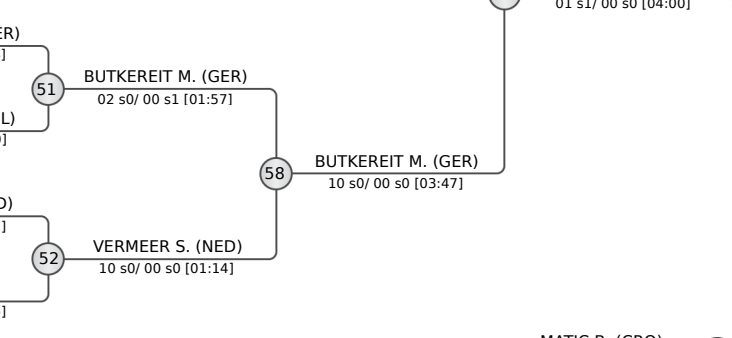 01 s1/ 00 s0 [04:00]
ER)
]
51
BUTKEREIT M. (GER)
02 s0/ 00 s1 [01:57]
L)
]
58
BUTKEREIT M. (GER)
10 s0/ 00 s0 [03:47]
D)
]
52
VERMEER S. (NED)
10 s0/ 00 s0 [01:14]
]